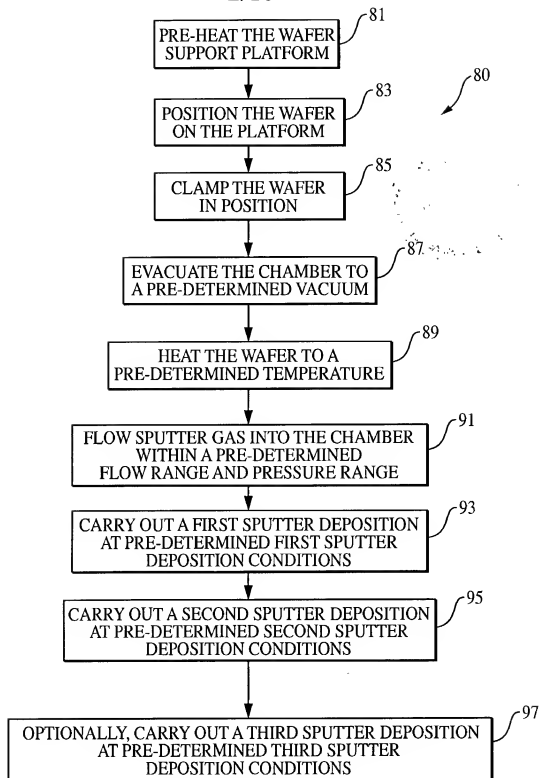 81
PRE-HEAT THE WAFER
SUPPORT PLATFORM
80
83
POSITION THE WAFER
ON THE PLATFORM
85
CLAMP THE WAFER
IN POSITION
87
EVACUATE THE CHAMBER TO
A PRE-DETERMINED VACUUM
89
HEAT THE WAFER TO A
PRE-DETERMINED TEMPERATURE
91
FLOW SPUTTER GAS INTO THE CHAMBER
WITHIN A PRE-DETERMINED
FLOW RANGE AND PRESSURE RANGE
93
CARRY OUT A FIRST SPUTTER DEPOSITION
AT PRE-DETERMINED FIRST SPUTTER
DEPOSITION CONDITIONS
95
CARRY OUT A SECOND SPUTTER DEPOSITION
AT PRE-DETERMINED SECOND SPUTTER
DEPOSITION CONDITIONS
97
OPTIONALLY, CARRY OUT A THIRD SPUTTER DEPOSITION
AT PRE-DETERMINED THIRD SPUTTER
DEPOSITION CONDITIONS